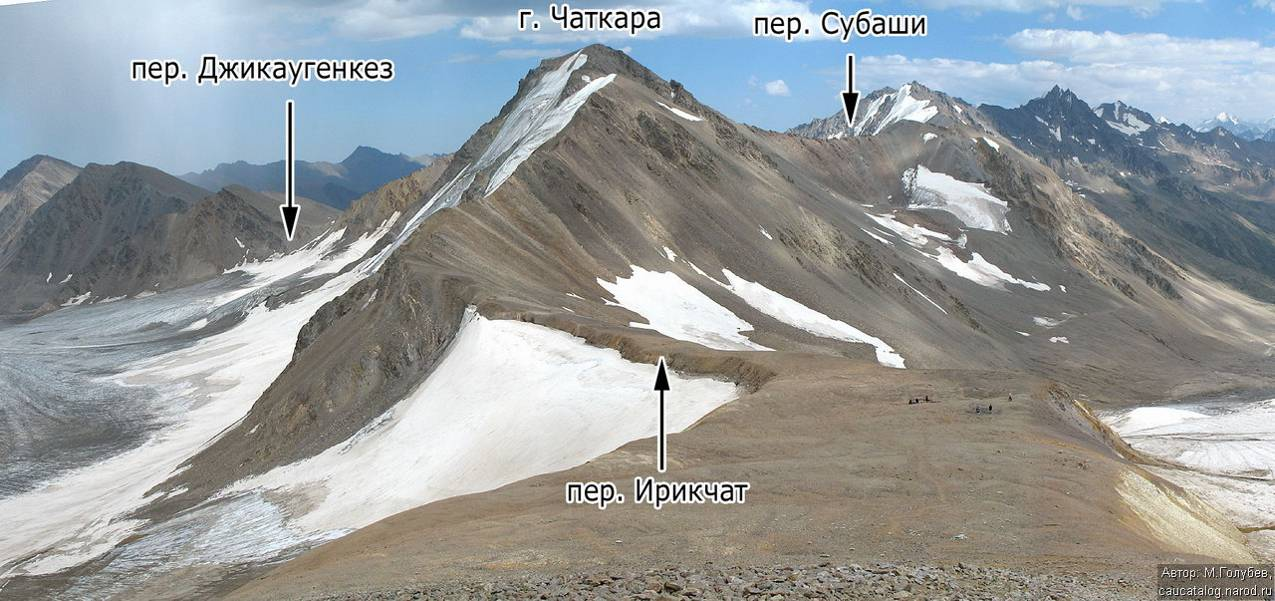 г. Чаткара
пер. Субаши
пер. Джикаугенкез
пер. Ирикчат
Автор: М.Голубев,
caucatalog.narod.ru